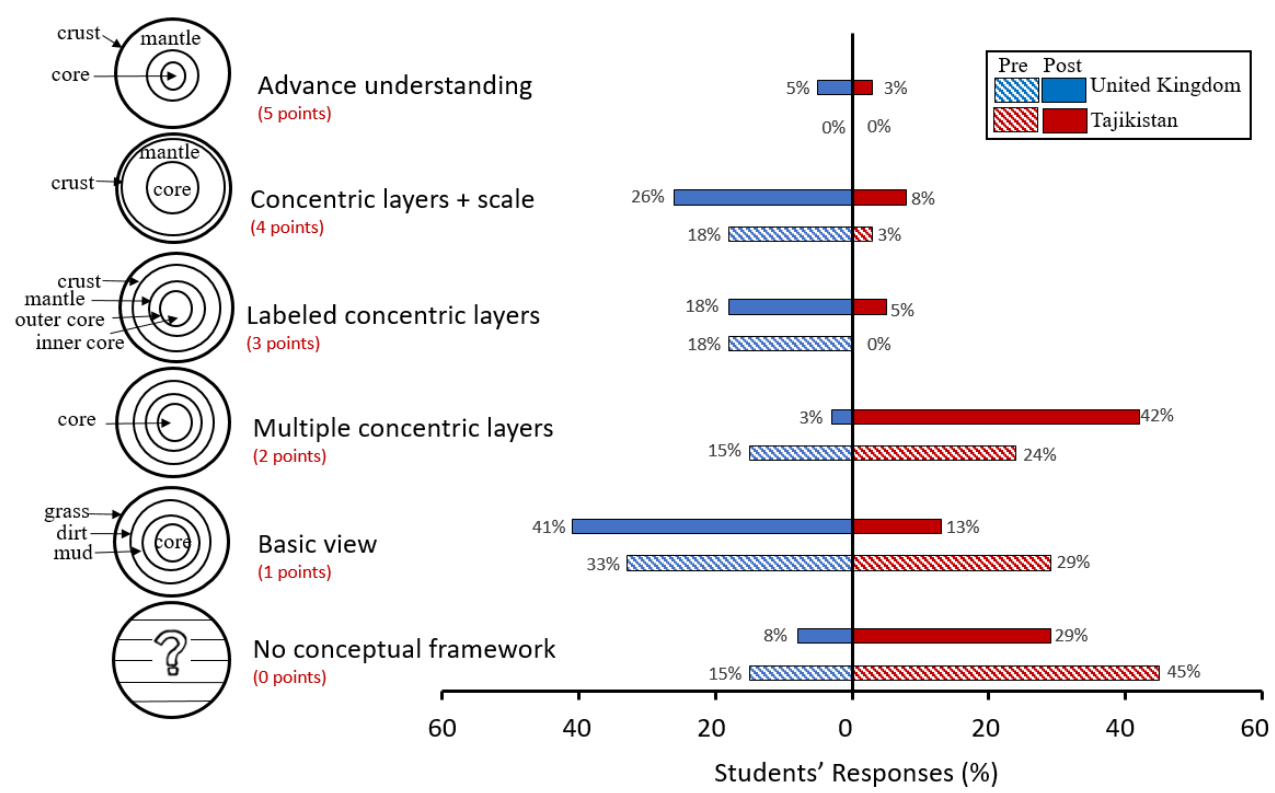 crust
mantle
core
Advance understanding
(5 points)
5%
3%
0%
0%
Pre Post
United Kingdom
Tajikistan
mantle
crust
core
Concentric layers + scale
(4 points)
26%
8%
18%
3%
crust
mantle
outer core
inner core
Labeled concentric layers
(3 points)
18%
5%
18%
0%
core
Multiple concentric layers
(2 points)
3%
42%
15%
24%
grass
dirt
mud
core
Basic view
(1 points)
41%
13%
33%
29%
?
No conceptual framework
(0 points)
8%
29%
15%
45%
60 40 20 0 20 40 60
Students’ Responses (%)